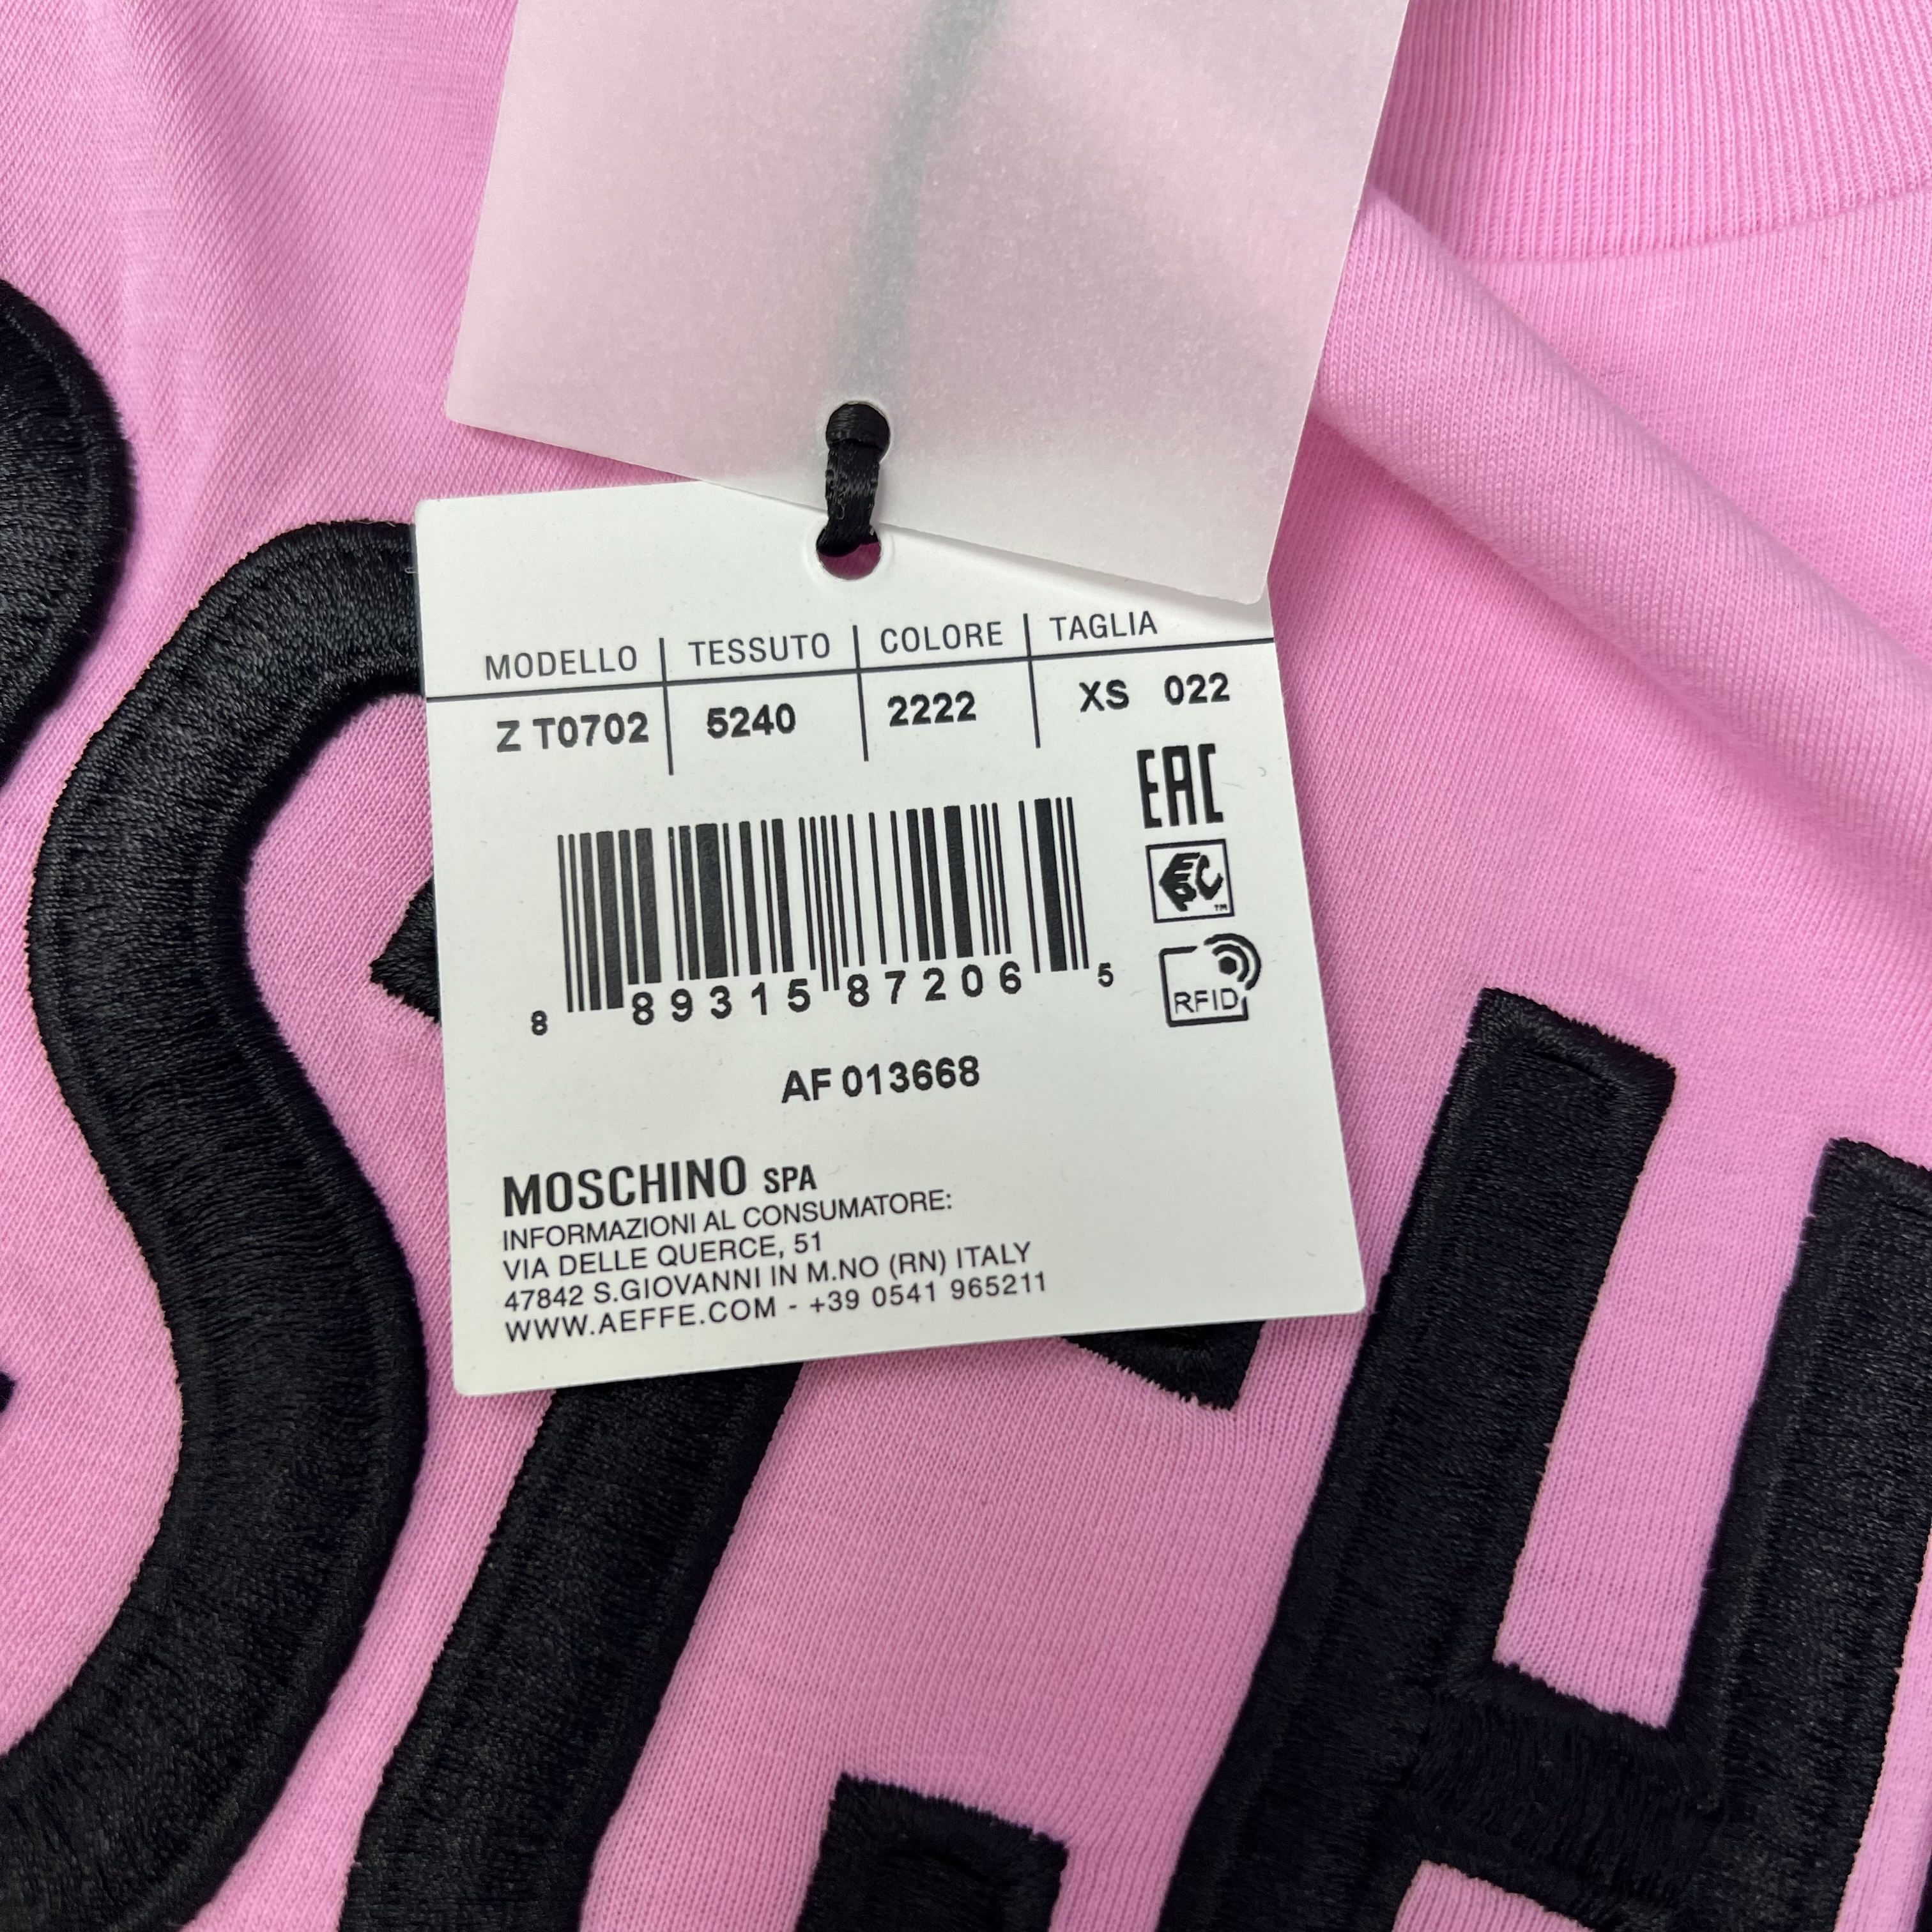 MODELLO TESSUTO COLORE TAGLIA
Z T0702 5240 2222 XS 022
EAC
EPC™
8 89315 87206 5
RFID
AF 013668
MOSCHINO SPA
INFORMAZIONI AL CONSUMATORE:
VIA DELLE QUERCE, 51
47842 S.GIOVANNI IN M.NO (RN) ITALY
WWW.AEFFE.COM - +39 0541 965211
SCH